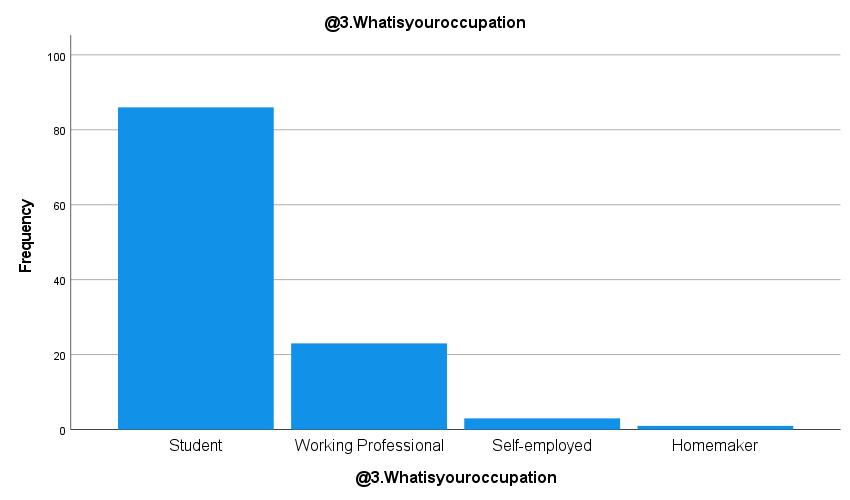 @3.Whatisyouroccupation
100
80
60
40
20
0
Frequency
Student
Working Professional
Self-employed
Homemaker
@3.Whatisyouroccupation